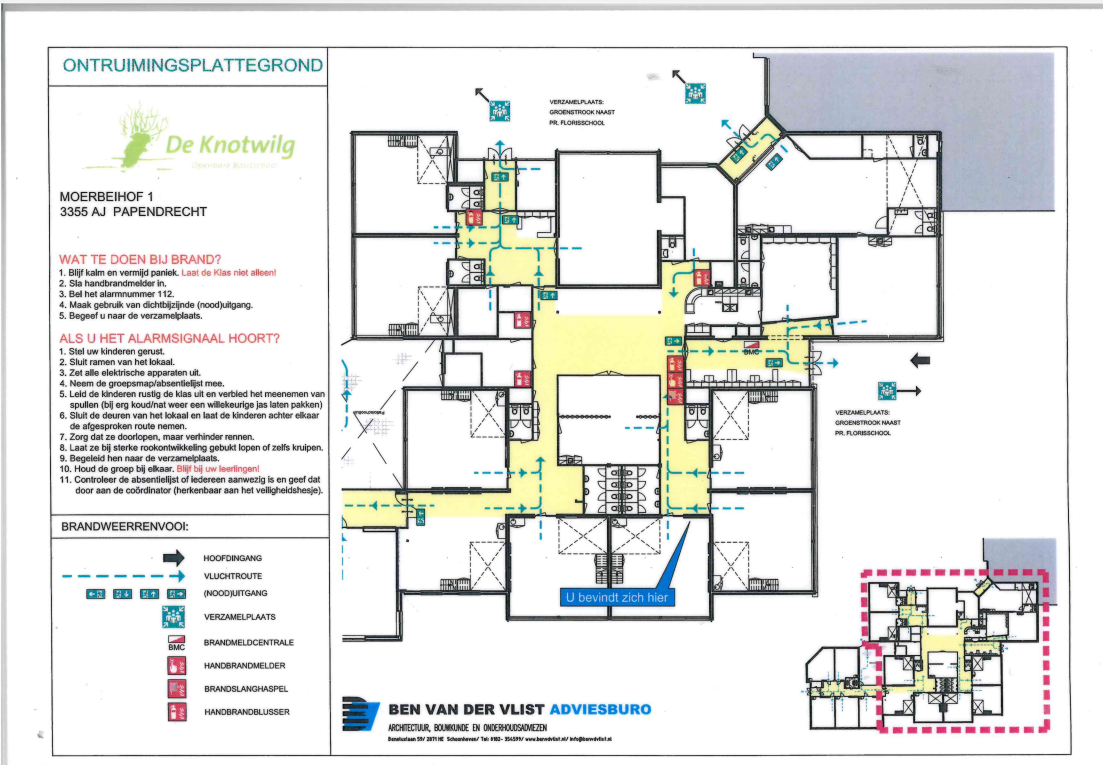 ONTRUIMINGSPLATTEGROND
De Knotwilg
MOERBEIHOF 1
3355 AJ PAPENDRECHT
WAT TE DOEN BIJ BRAND?
1. Blijf kalm en vermijd paniek. Laat de Klas niet alleen!
2. Sla handbrandmelder in.
3. Bel het alarmnummer 112.
4. Maak gebruik van dichtbijzijnde (nood)uitgang.
5. Begeef u naar de verzamelplaats.
ALS U HET ALARMSIGNAAL HOORT?
1. Stel uw kinderen gerust.
2. Sluit ramen van het lokaal.
3. Zet alle elektrische apparaten uit.
4. Neem de groepsmap/absentielijst mee.
5. Leid de kinderen rustig de klas uit en verbied het meenemen van
spullen (bij erg koud/nat weer een willekeurige jas laten pakken)
6. Sluit de deuren van het lokaal en laat de kinderen achter elkaar
de afgesproken route nemen.
7. Zorg dat ze doorlopen, maar verhinder rennen.
8. Laat ze bij sterke rookontwikkeling gebukt lopen of zelfs kruipen.
9. Begeleid hen naar de verzamelplaats.
10. Houd de groep bij elkaar. Blijf bij uw leerlingen!
11. Controleer de absentielijst of iedereen aanwezig is en geef dat
door aan de coördinator (herkenbaar aan het veiligheidshesje).
BRANDWEERRENVOOI:
HOOFDINGANG
VLUCHTROUTE
(NOOD)UITGANG
VERZAMELPLAATS
BMC
BRANDMELDCENTRALE
HANDBRANDMELDER
BRANDSLANGHASPEL
HANDBRANDBLUSSER
VERZAMELPLAATS:
GROENSTROOK NAAST
PR. FLORISSCHOOL
BMC
VERZAMELPLAATS:
GROENSTROOK NAAST
PR. FLORISSCHOOL
U bevindt zich hier
BEN VAN DER VLIST ADVIESBURO
ARCHITECTUUR, BOUWKUNDE EN ONDERHOUDSADVIEZEN